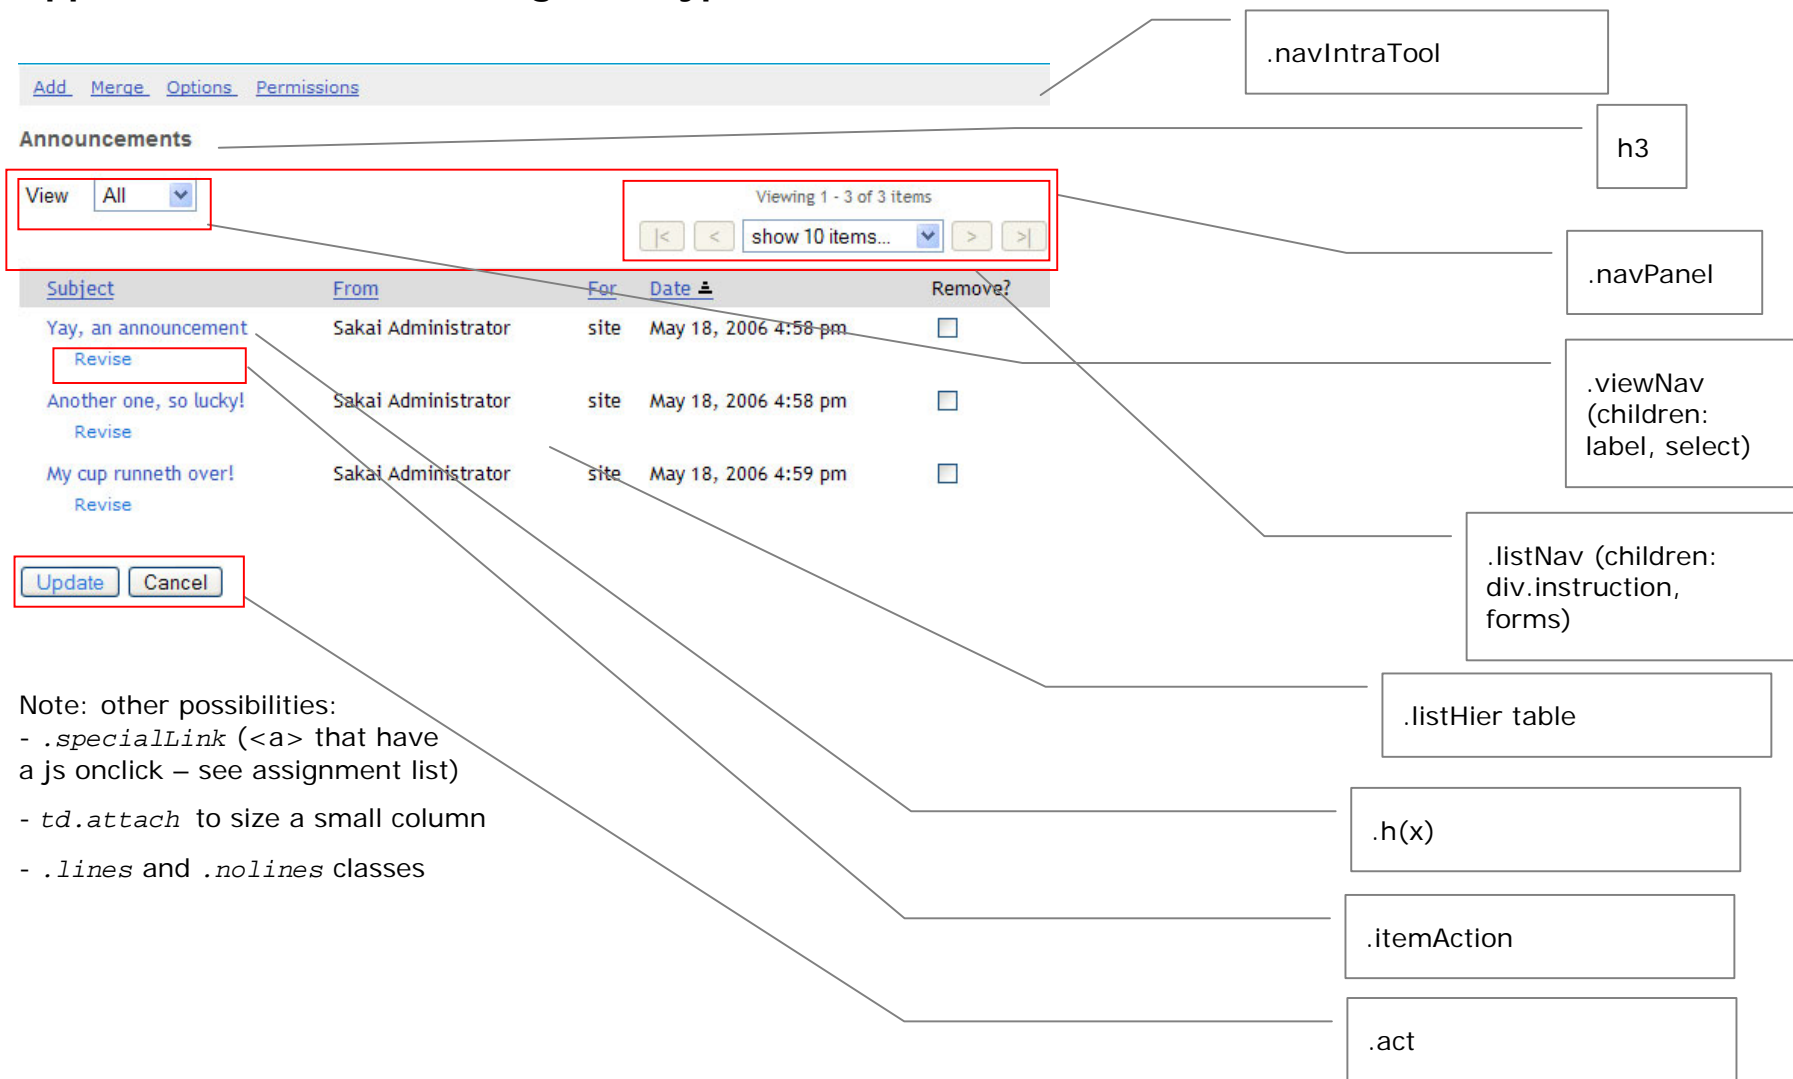 .navIntraTool
Add Merge Options Permissions
Announcements
h3
View All
Viewing 1 - 3 of 3 items
|< < show 10 items... > >|
.navPanel
Subject From For Date Remove?
Yay, an announcement Sakai Administrator site May 18, 2006 4:58 pm
Revise
.viewNav
(children:
label, select)
Another one, so lucky! Sakai Administrator site May 18, 2006 4:58 pm
Revise
My cup runneth over! Sakai Administrator site May 18, 2006 4:59 pm
Revise
.listNav (children:
div.instruction,
forms)
Update Cancel
Note: other possibilities:
- .specialLink (<a> that have
a js onclick – see assignment list)
- td.attach to size a small column
- .lines and .nolines classes
.listHier table
.h(x)
.itemAction
.act